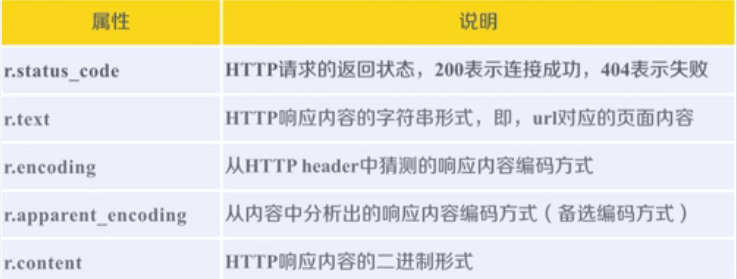 属性 说明
r.status_code HTTP请求的返回状态，200表示连接成功，404表示失败
r.text HTTP响应内容的字符串形式，即，url对应的页面内容
r.encoding 从HTTP header中猜测的响应内容编码方式
r.apparent_encoding 从内容中分析出的响应内容编码方式（备选编码方式）
r.content HTTP响应内容的二进制形式